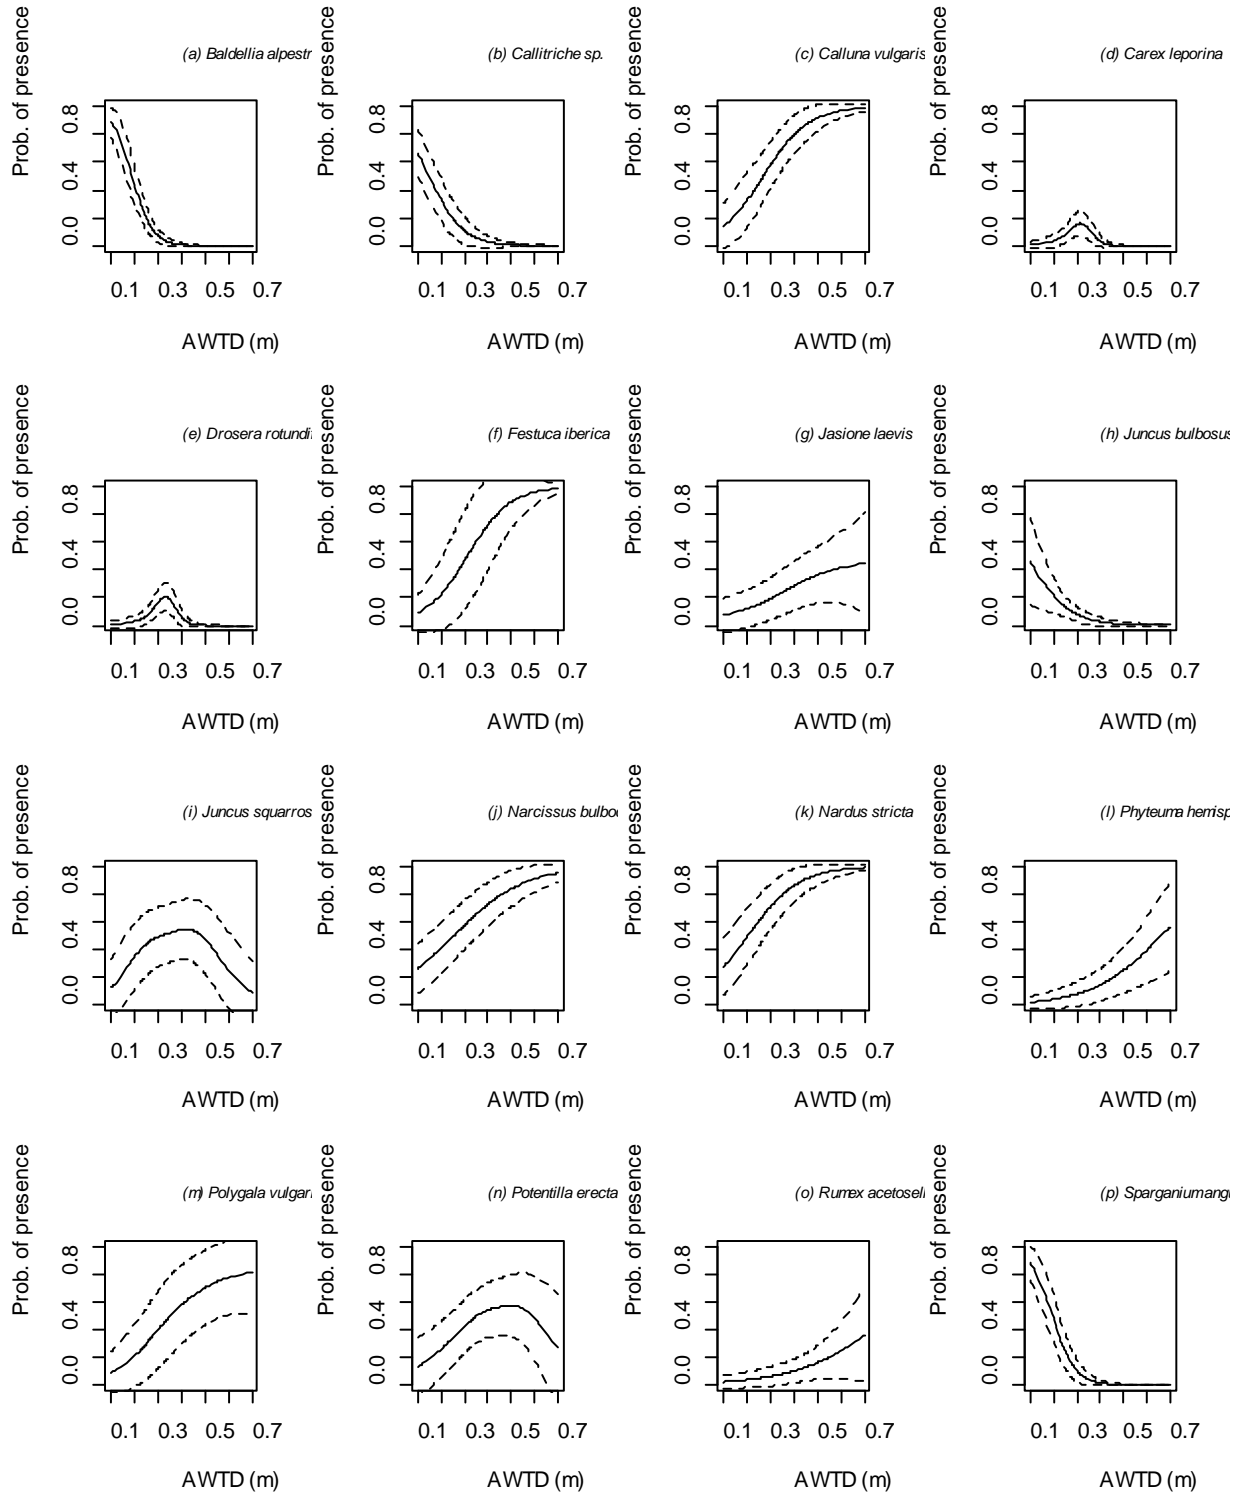 (a) Baldellia alpestr
Prob. of presence
0.0 0.4 0.8
0.1 0.3 0.5 0.7
AWTD (m)
(b) Callitriche sp.
Prob. of presence
0.0 0.4 0.8
0.1 0.3 0.5 0.7
AWTD (m)
(c) Calluna vulgaris
Prob. of presence
0.0 0.4 0.8
0.1 0.3 0.5 0.7
AWTD (m)
(d) Carex leporina
Prob. of presence
0.0 0.4 0.8
0.1 0.3 0.5 0.7
AWTD (m)
(e) Drosera rotundif
Prob. of presence
0.0 0.4 0.8
0.1 0.3 0.5 0.7
AWTD (m)
(f) Festuca iberica
Prob. of presence
0.0 0.4 0.8
0.1 0.3 0.5 0.7
AWTD (m)
(g) Jasione laevis
Prob. of presence
0.0 0.4 0.8
0.1 0.3 0.5 0.7
AWTD (m)
(h) Juncus bulbosus
Prob. of presence
0.0 0.4 0.8
0.1 0.3 0.5 0.7
AWTD (m)
(i) Juncus squarros
Prob. of presence
0.0 0.4 0.8
0.1 0.3 0.5 0.7
AWTD (m)
(j) Narcissus bulboc
Prob. of presence
0.0 0.4 0.8
0.1 0.3 0.5 0.7
AWTD (m)
(k) Nardus stricta
Prob. of presence
0.0 0.4 0.8
0.1 0.3 0.5 0.7
AWTD (m)
(l) Phyteuma hemisp
Prob. of presence
0.0 0.4 0.8
0.1 0.3 0.5 0.7
AWTD (m)
(m) Polygala vulgari
Prob. of presence
0.0 0.4 0.8
0.1 0.3 0.5 0.7
AWTD (m)
(n) Potentilla erecta
Prob. of presence
0.0 0.4 0.8
0.1 0.3 0.5 0.7
AWTD (m)
(o) Rumex acetosell
Prob. of presence
0.0 0.4 0.8
0.1 0.3 0.5 0.7
AWTD (m)
(p) Sparganiumangu
Prob. of presence
0.0 0.4 0.8
0.1 0.3 0.5 0.7
AWTD (m)